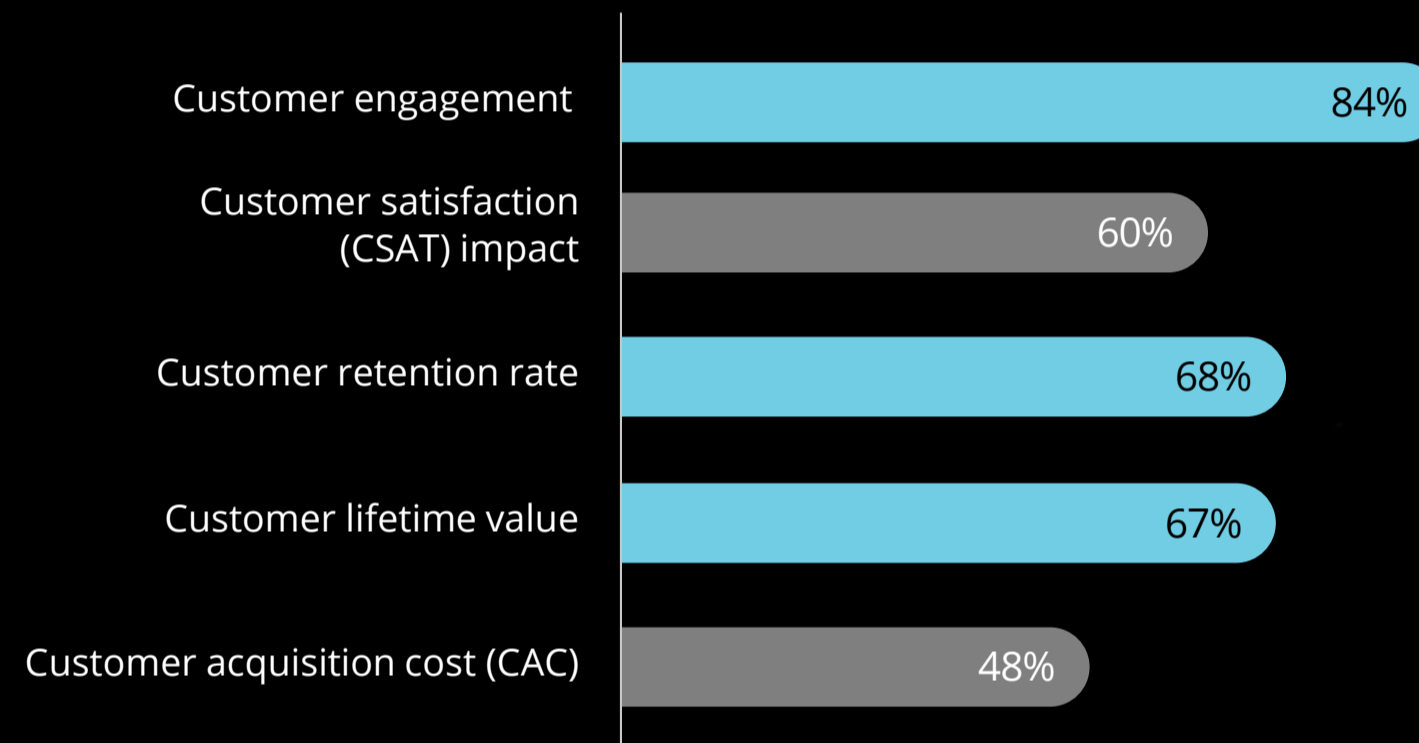 Customer engagement
84%
Customer satisfaction
(CSAT) impact
60%
Customer retention rate
68%
Customer lifetime value
67%
Customer acquisition cost (CAC)
48%